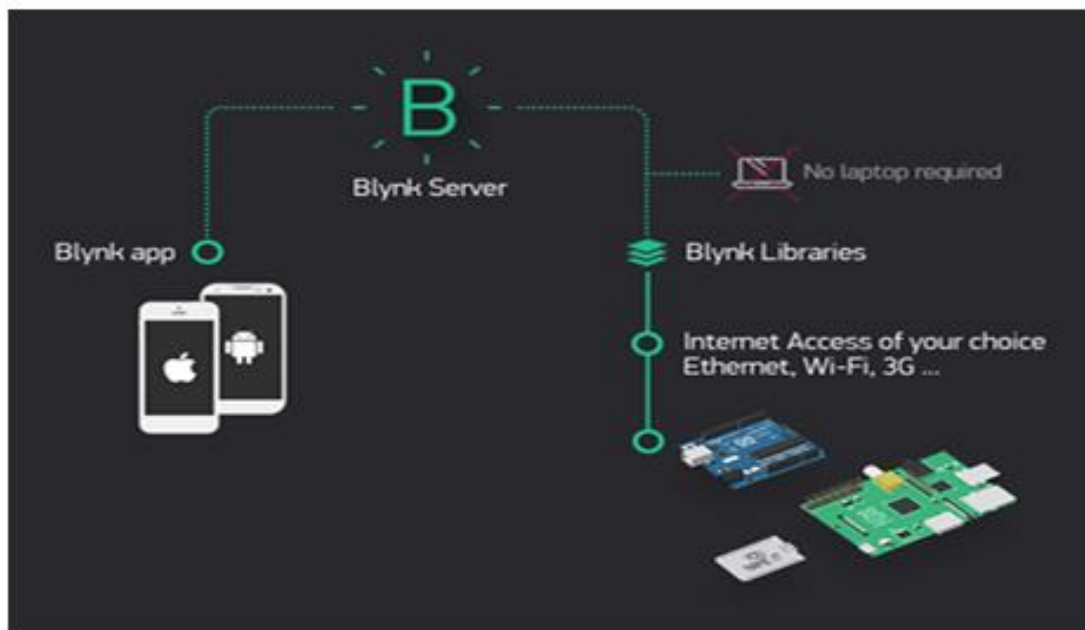 B
Blynk Server
No laptop required
Blynk app
Blynk Libraries
Internet Access of your choice
Ethernet, Wi-Fi, 3G ...